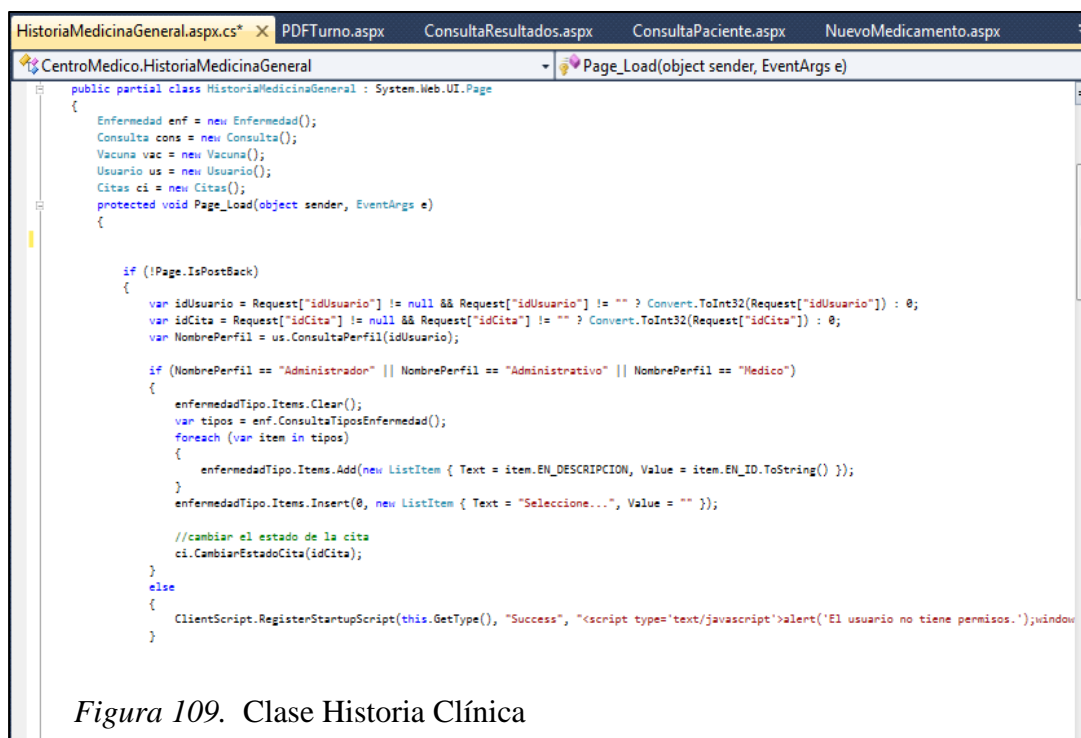 HistoriaMedicinaGeneral.aspx.cs* PDFTurno.aspx ConsultaResultados.aspx ConsultaPaciente.aspx NuevoMedicamento.aspx
CentroMedico.HistoriaMedicinaGeneral Page_Load(object sender, EventArgs e)
public partial class HistoriaMedicinaGeneral : System.Web.UI.Page
{
Enfermedad enf = new Enfermedad();
Consulta cons = new Consulta();
Vacuna vac = new Vacuna();
Usuario us = new Usuario();
Citas ci = new Citas();
protected void Page_Load(object sender, EventArgs e)
{
if (!Page.IsPostBack)
{
var idUsuario = Request["idUsuario"] != null && Request["idUsuario"] != "" ? Convert.ToInt32(Request["idUsuario"]) : 0;
var idCita = Request["idCita"] != null && Request["idCita"] != "" ? Convert.ToInt32(Request["idCita"]) : 0;
var NombrePerfil = us.ConsultaPerfil(idUsuario);
if (NombrePerfil == "Administrador" || NombrePerfil == "Administrativo" || NombrePerfil == "Medico")
{
enfermedadTipo.Items.Clear();
var tipos = enf.ConsultaTiposEnfermedad();
foreach (var item in tipos)
{
enfermedadTipo.Items.Add(new ListItem { Text = item.EN_DESCRIPCION, Value = item.EN_ID.ToString() });
}
enfermedadTipo.Items.Insert(0, new ListItem { Text = "Seleccione...", Value = "" });
//cambiar el estado de la cita
ci.CambiarEstadoCita(idCita);
}
else
{
ClientScript.RegisterStartupScript(this.GetType(), "Success", "<script type='text/javascript'>alert('El usuario no tiene permisos.');window
}
Figura 109. Clase Historia Clínica